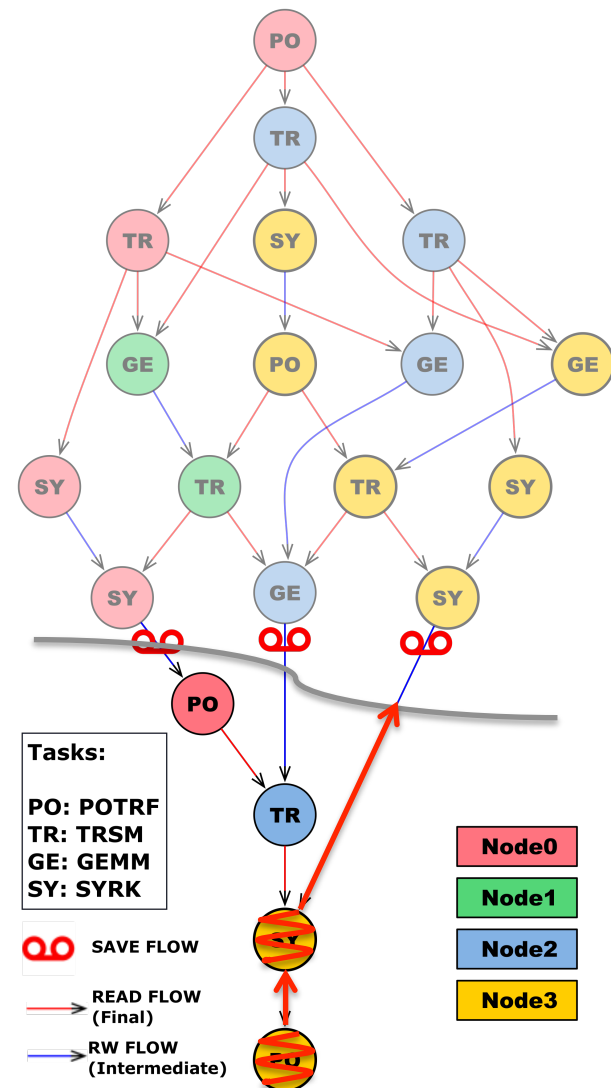 PO
TR
TR
SY
TR
GE
PO
GE
GE
SY
TR
TR
SY
SY
GE
SY
PO
Tasks:
PO: POTRF
TR: TRSM
GE: GEMM
SY: SYRK
TR
Node0
Node1
SY
Node2
SAVE FLOW
READ FLOW
(Final)
Node3
RW FLOW
(Intermediate)
PO